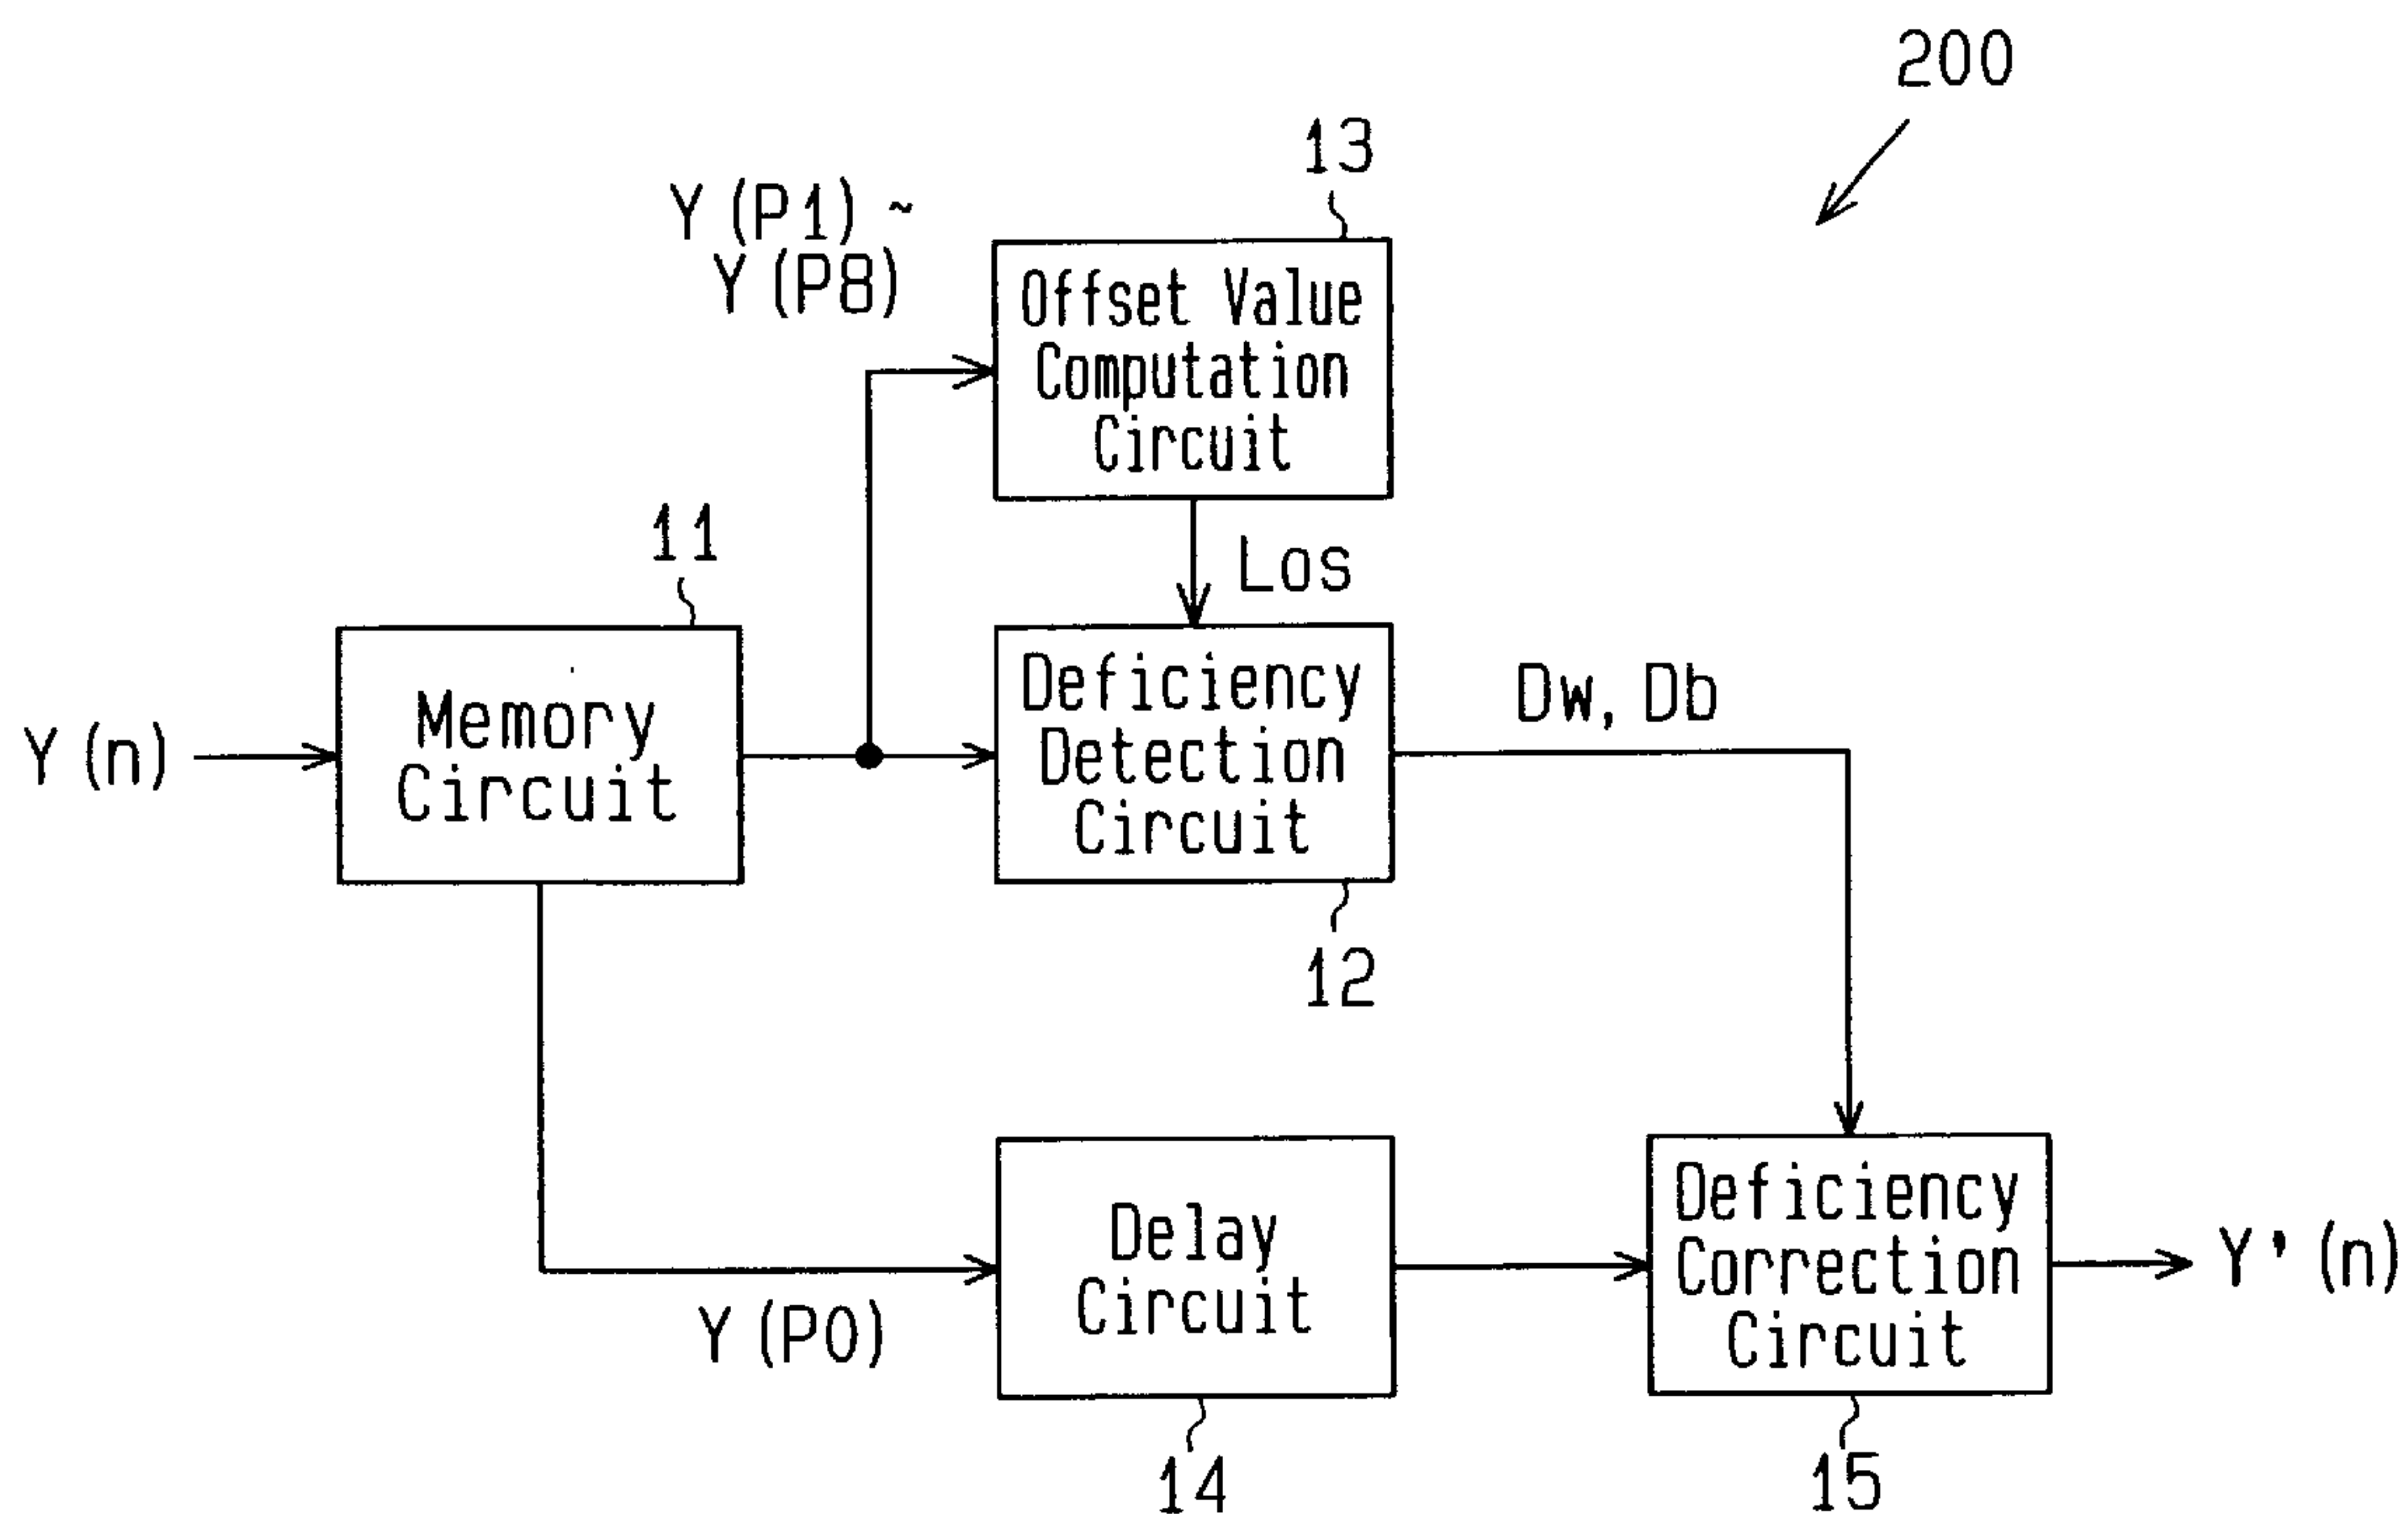 200
13
Y (P1) ~
Y (P8)
Offset Value
Computation
Circuit
11
Los
Memory
Circuit
Deficiency
Detection
Circuit
Dw, Db
Y (n)
12
Delay
Circuit
Deficiency
Correction
Circuit
Y' (n)
Y (P0)
14
15